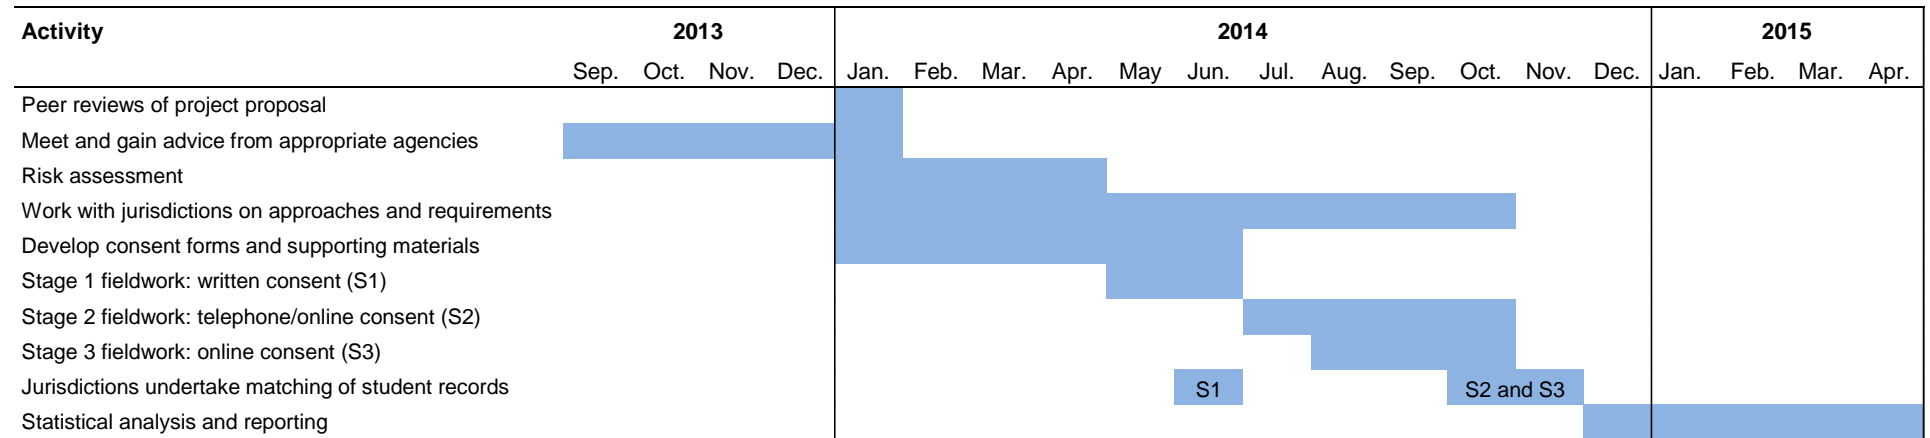 Activity 2013 2014 2015
Sep. Oct. Nov. Dec. Jan. Feb. Mar. Apr. May Jun. Jul. Aug. Sep. Oct. Nov. Dec. Jan. Feb. Mar. Apr.
Peer reviews of project proposal
Meet and gain advice from appropriate agencies
Risk assessment
Work with jurisdictions on approaches and requirements
Develop consent forms and supporting materials
Stage 1 fieldwork: written consent (S1)
Stage 2 fieldwork: telephone/online consent (S2)
Stage 3 fieldwork: online consent (S3)
Jurisdictions undertake matching of student records S1 S2 and S3
Statistical analysis and reporting